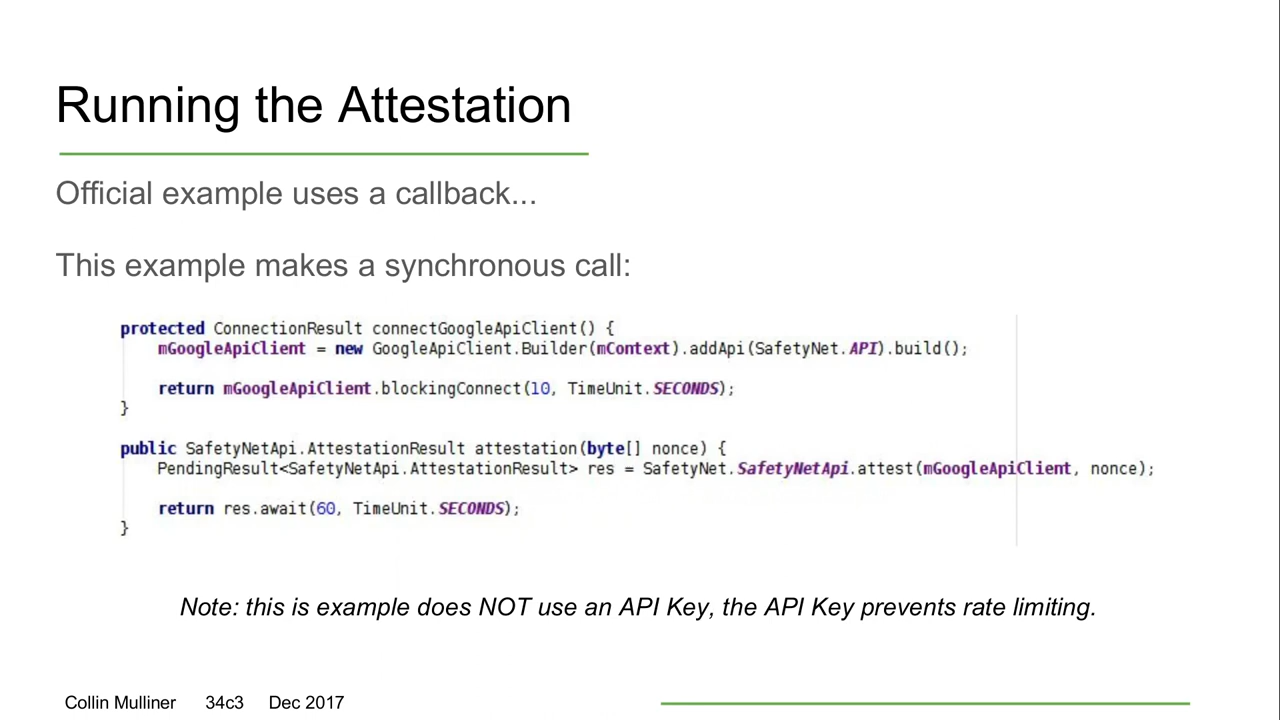 Running the Attestation
Official example uses a callback...
This example makes a synchronous call:
protected ConnectionResult connectGoogleApiClient() {
mGoogleApiClient = new GoogleApiClient.Builder(mContext).addApi(SafetyNet.API).build();
return mGoogleApiClient.blockingConnect(10, TimeUnit.SECONDS);
}
public SafetyNetApi.AttestationResult attestation(byte[] nonce) {
PendingResult<SafetyNetApi.AttestationResult> res = SafetyNet.SafetyNetApi.attest(mGoogleApiClient, nonce);
return res.await(60, TimeUnit.SECONDS);
}
Note: this is example does NOT use an API Key, the API Key prevents rate limiting.
Collin Mulliner 34c3 Dec 2017